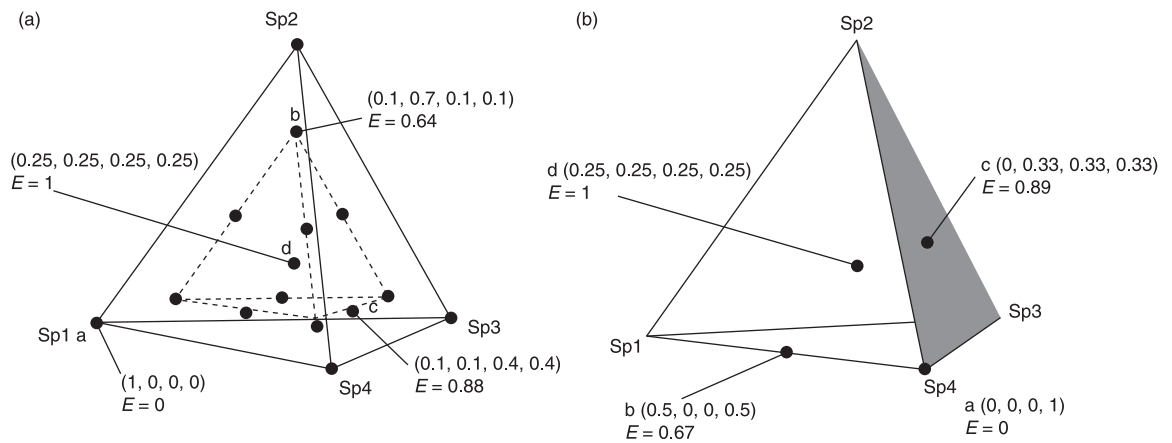 (a)
Sp2
(0.1, 0.7, 0.1, 0.1)
E = 0.64
b
(0.25, 0.25, 0.25, 0.25)
E = 1
d
c
Sp1 a
Sp3
(1, 0, 0, 0)
E = 0
Sp4
(0.1, 0.1, 0.4, 0.4)
E = 0.88
(b)
Sp2
d (0.25, 0.25, 0.25, 0.25)
E = 1
c (0, 0.33, 0.33, 0.33)
E = 0.89
Sp1
Sp3
Sp4
b (0.5, 0, 0, 0.5)
E = 0.67
a (0, 0, 0, 1)
E = 0